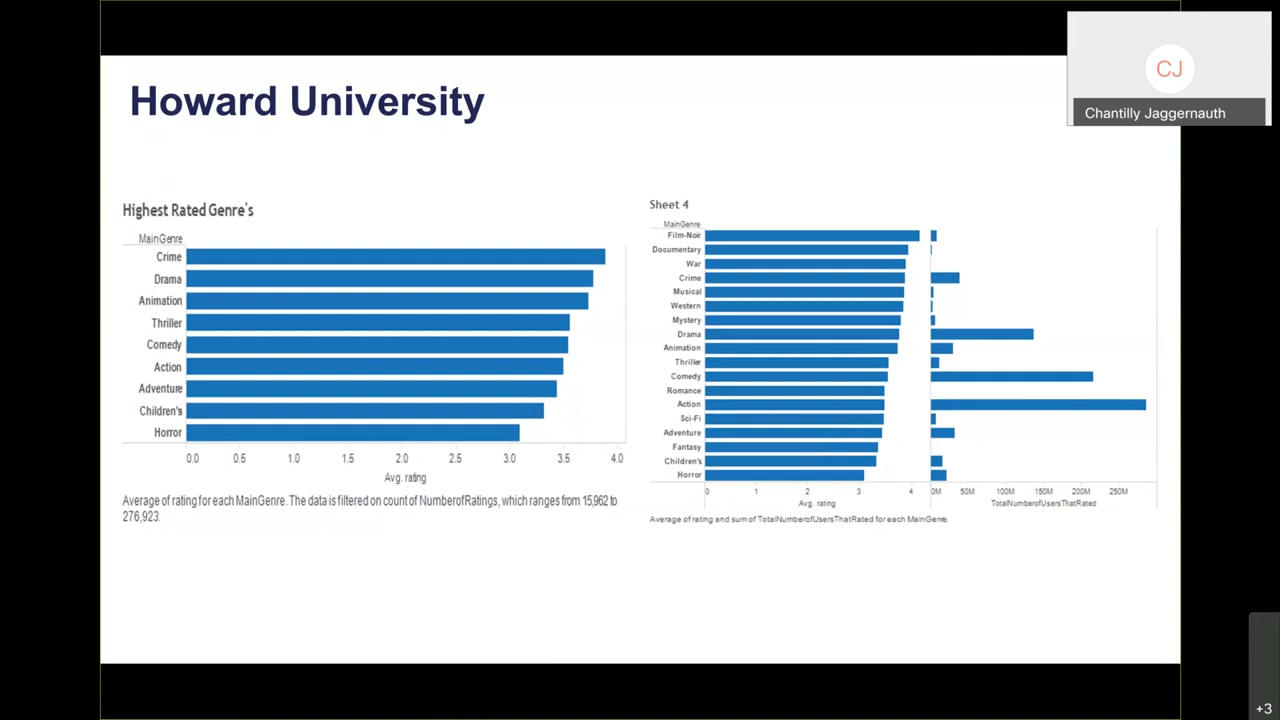 Howard University
CJ
Chantilly Jaggernauth
Highest Rated Genre's
MainGenre
Crime
Drama
Animation
Thriller
Comedy
Action
Adventure
Children's
Horror
0.0 0.5 1.0 1.5 2.0 2.5 3.0 3.5 4.0
Avg. rating
Average of rating for each MainGenre. The data is filtered on count of NumberofRatings, which ranges from 15,962 to
276,923.
Sheet 4
MainGenre
Film-Noir
Documentary
War
Crime
Musical
Western
Mystery
Drama
Animation
Thriller
Comedy
Romance
Action
Sci-Fi
Adventure
Fantasy
Children's
Horror
0 1 2 3 4 0M 50M 100M 150M 200M 250M
Avg. rating TotalNumberofUsersThatRated
Average of rating and sum of TotalNumberofUsersThatRated for each MainGenre.
+3